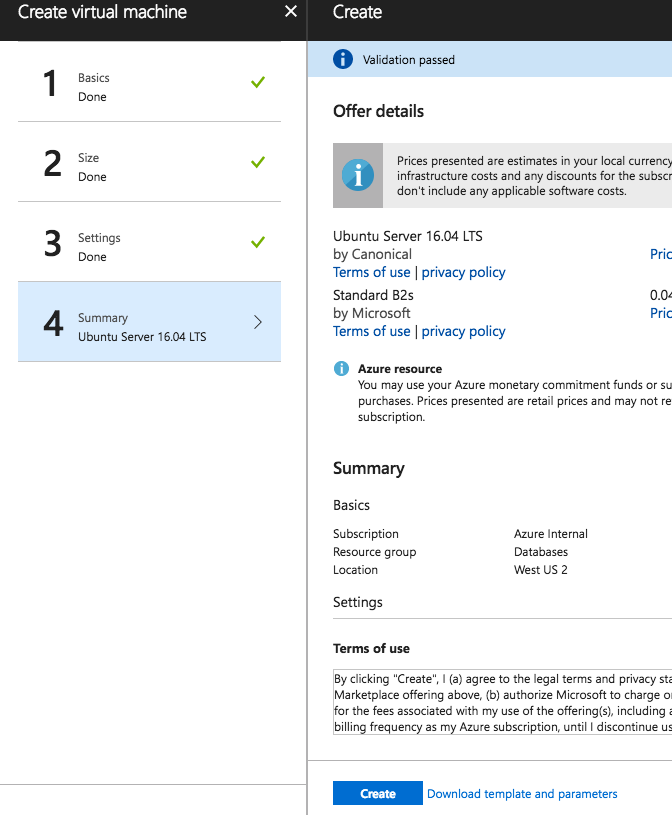 Create virtual machine
1
Basics
Done
2
Size
Done
3
Settings
Done
4
Summary
Ubuntu Server 16.04 LTS
Create
Validation passed
Offer details
Prices presented are estimates in your local currency
infrastructure costs and any discounts for the subscr
don't include any applicable software costs.
Ubuntu Server 16.04 LTS
by Canonical Pric
Terms of use | privacy policy
Standard B2s 0.04
by Microsoft Pric
Terms of use | privacy policy
Azure resource
You may use your Azure monetary commitment funds or su
purchases. Prices presented are retail prices and may not re
subscription.
Summary
Basics
Subscription Azure Internal
Resource group Databases
Location West US 2
Settings
Terms of use
By clicking "Create", I (a) agree to the legal terms and privacy sta
Marketplace offering above, (b) authorize Microsoft to charge o
for the fees associated with my use of the offering(s), including a
billing frequency as my Azure subscription, until I discontinue us
Create Download template and parameters